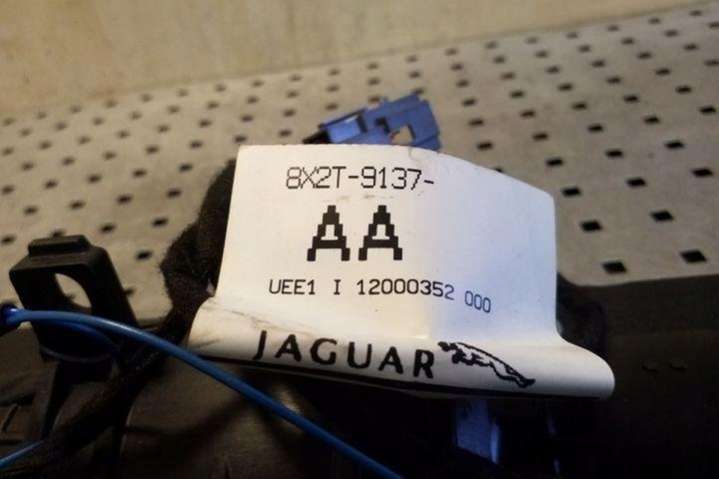 8X2T-9137-
AA
UEE1 I 12000352 000
JAGUAR